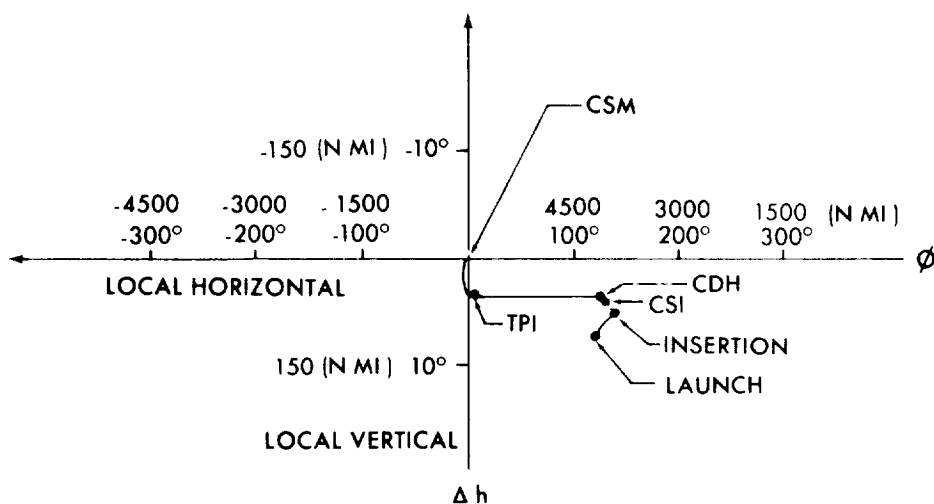 CSM
-150 (N MI) -10°
-4500 -3000 -1500 4500 3000 1500 (N MI)
-300° -200° -100° 100° 200° 300°
φ
LOCAL HORIZONTAL
CDH
CSI
TPI
INSERTION
150 (N MI) 10°
LAUNCH
LOCAL VERTICAL
Δ h